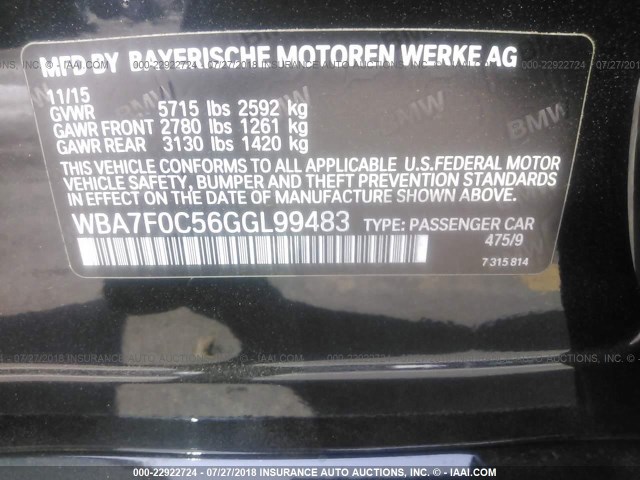 MFD BY BAYERISCHE MOTOREN WERKE AG
11/15
GVWR 5715 lbs 2592 kg
GAWR FRONT 2780 lbs 1261 kg
GAWR REAR 3130 lbs 1420 kg
THIS VEHICLE CONFORMS TO ALL APPLICABLE U.S.FEDERAL MOTOR
VEHICLE SAFETY, BUMPER, AND THEFT PREVENTION STANDARDS
IN EFFECT ON THE DATE OF MANUFACTURE SHOWN ABOVE.
WBA7F0C56GGL99483 TYPE: PASSENGER CAR
475/9
7 315 814
000-22922724 - 07/27/2018 INSURANCE AUTO AUCTIONS, INC. - © - IAAI.COM